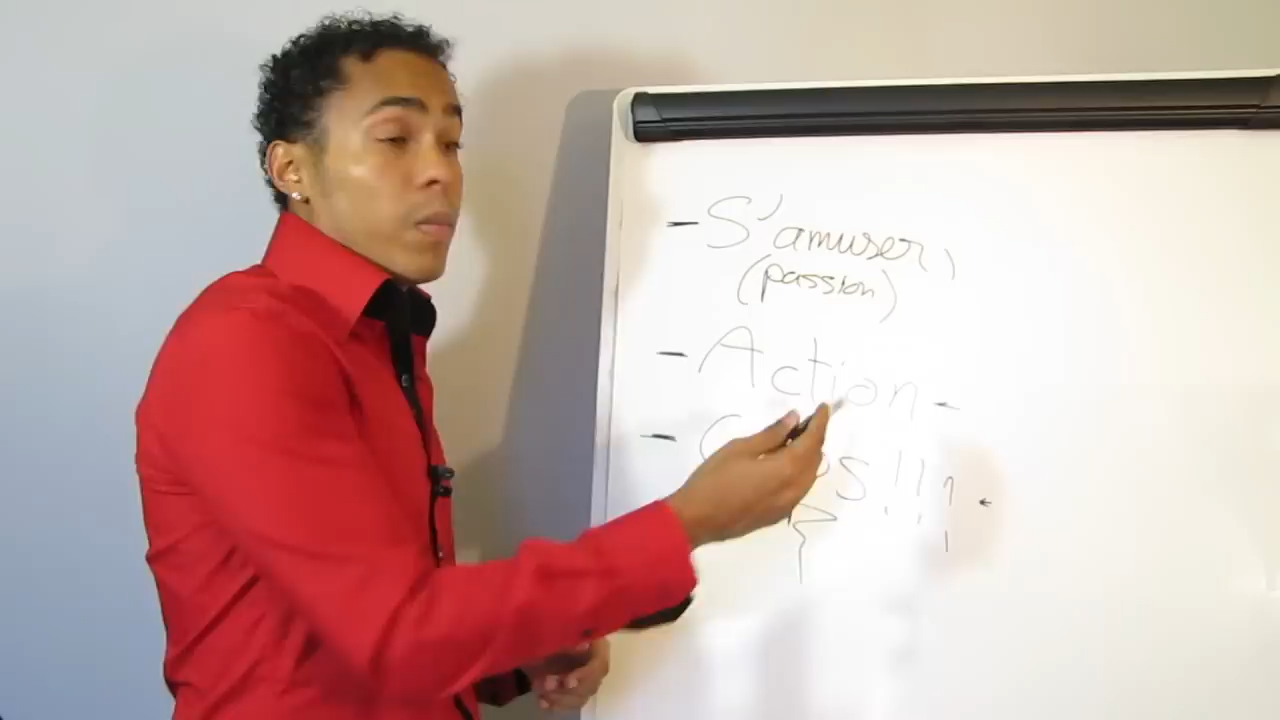 - S'amuser,
(passion)
- Action -
!!